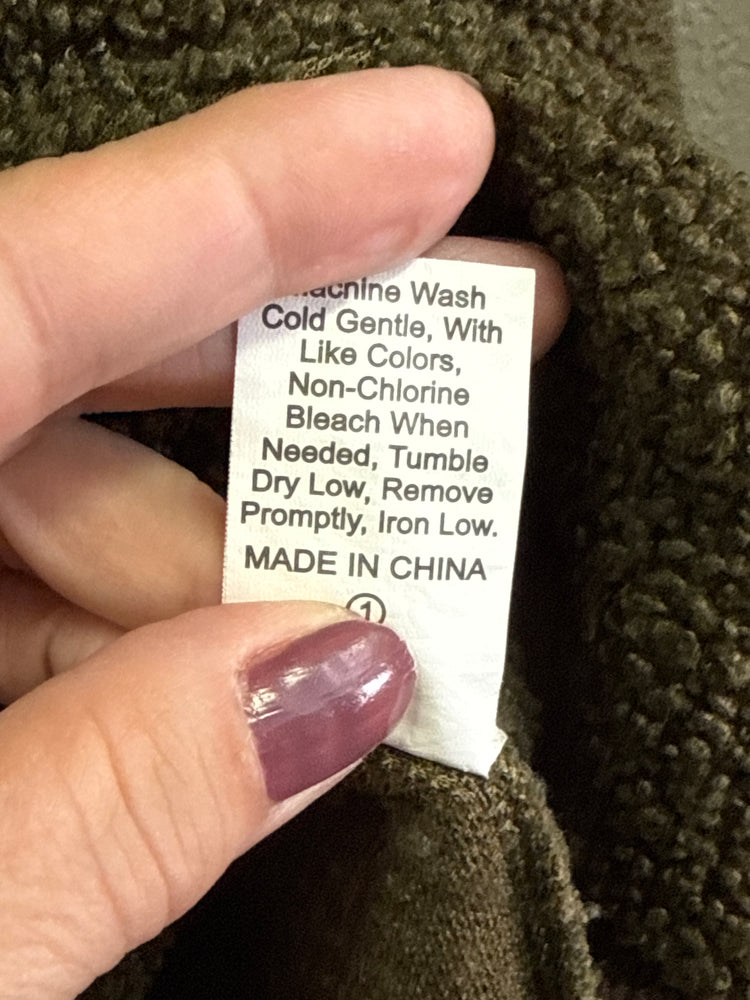 Machine Wash
Cold Gentle, With
Like Colors,
Non-Chlorine
Bleach When
Needed, Tumble
Dry Low, Remove
Promptly, Iron Low.
MADE IN CHINA
①